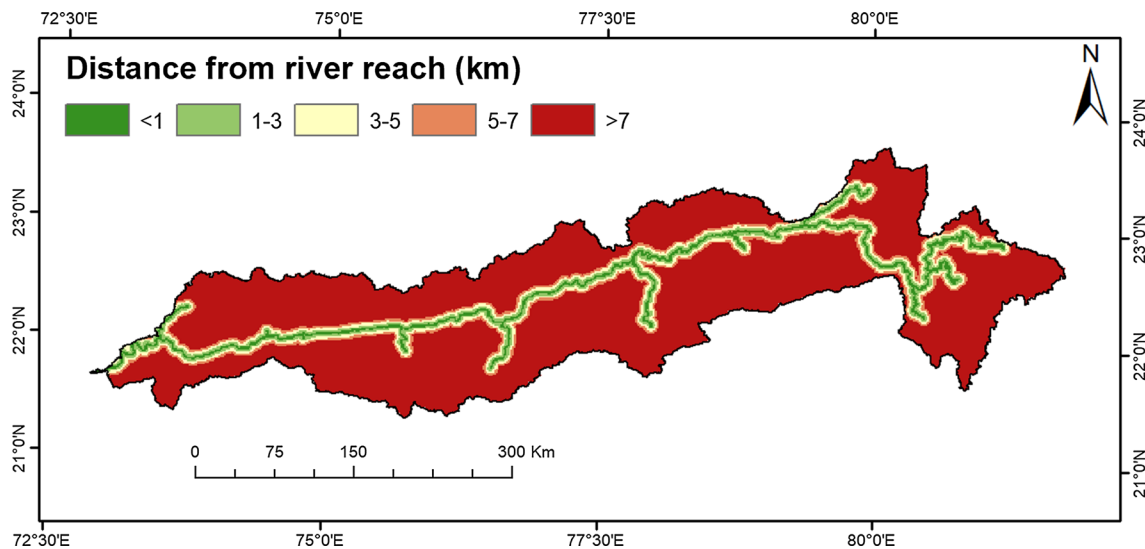 72°30'E 75°0'E 77°30'E 80°0'E
N
Distance from river reach (km)
<1 1-3 3-5 5-7 >7
24°0'N
23°0'N
22°0'N
21°0'N
24°0'N
23°0'N
22°0'N
21°0'N
0 75 150 300 Km
72°30'E 75°0'E 77°30'E 80°0'E